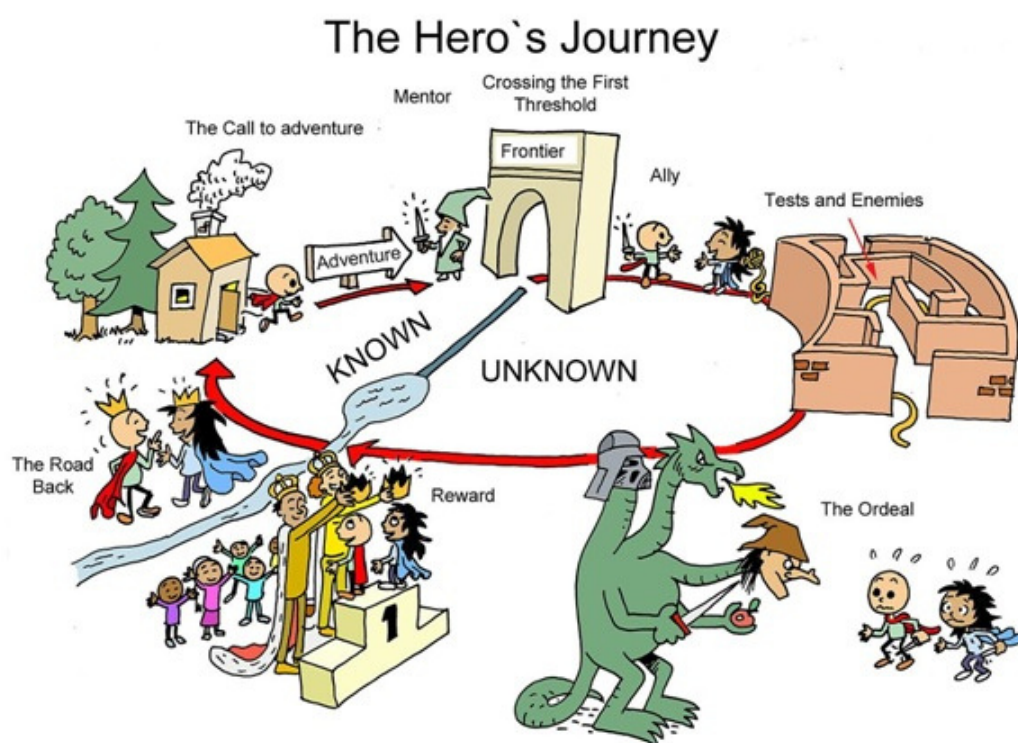 The Hero`s Journey
Mentor
Crossing the First
Threshold
The Call to adventure
Frontier
Ally
Tests and Enemies
Adventure
KNOWN
UNKNOWN
The Road
Back
Reward
The Ordeal
1